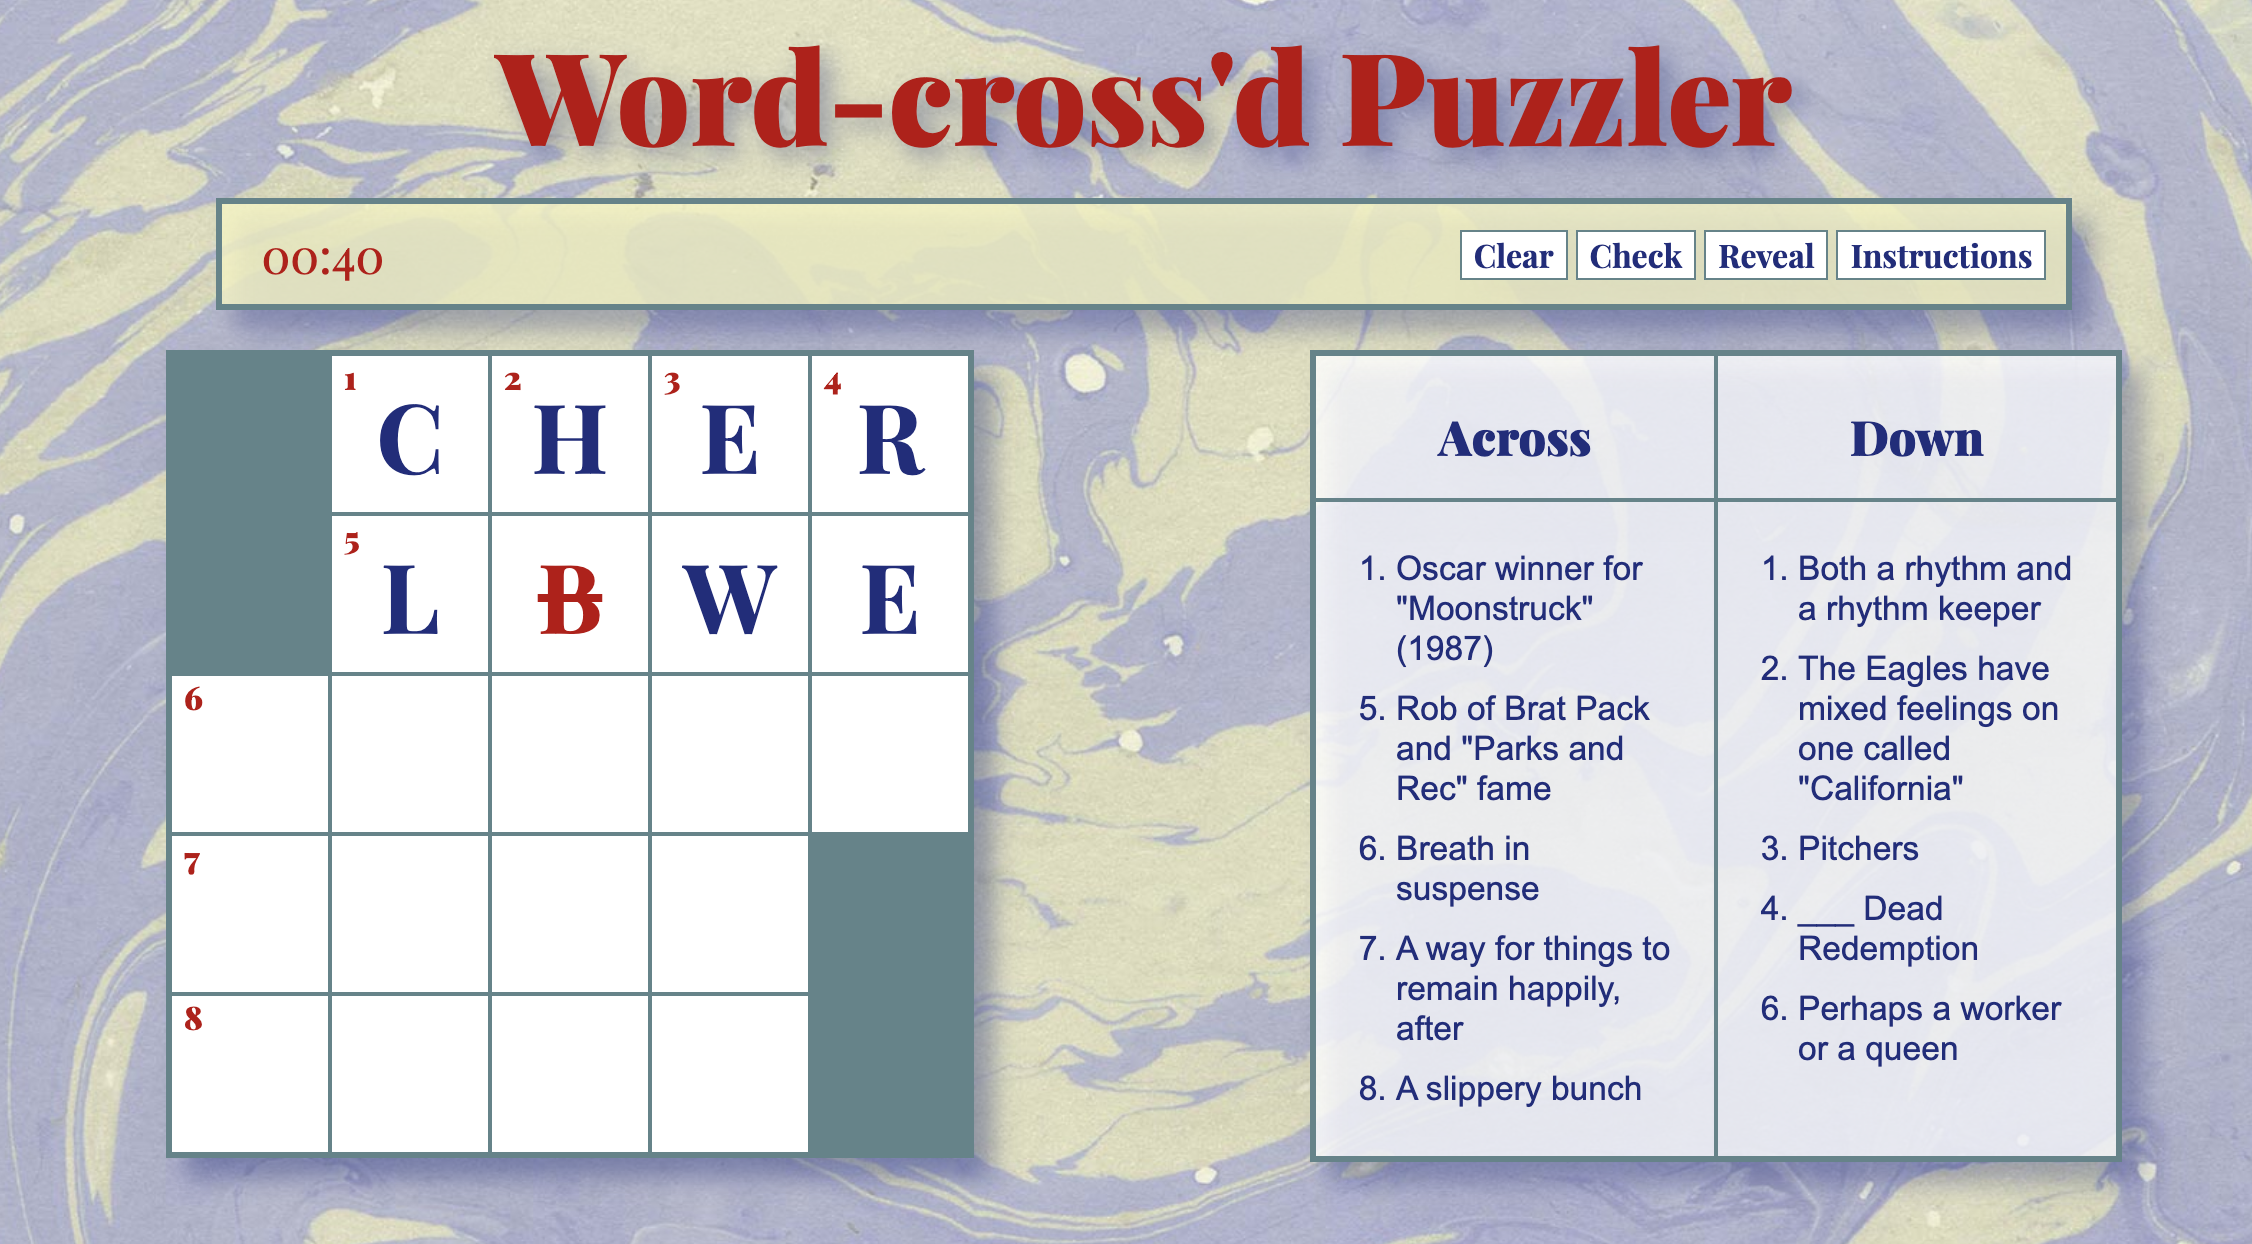 Word-cross'd Puzzler
00:40
Clear Check Reveal Instructions
1 2 3 4
C H E R
5
L B W E
6
7
8
Across
1. Oscar winner for
"Moonstruck"
(1987)
5. Rob of Brat Pack
and "Parks and
Rec" fame
6. Breath in
suspense
7. A way for things to
remain happily,
after
8. A slippery bunch
Down
1. Both a rhythm and
a rhythm keeper
2. The Eagles have
mixed feelings on
one called
"California"
3. Pitchers
4. ___ Dead
Redemption
6. Perhaps a worker
or a queen